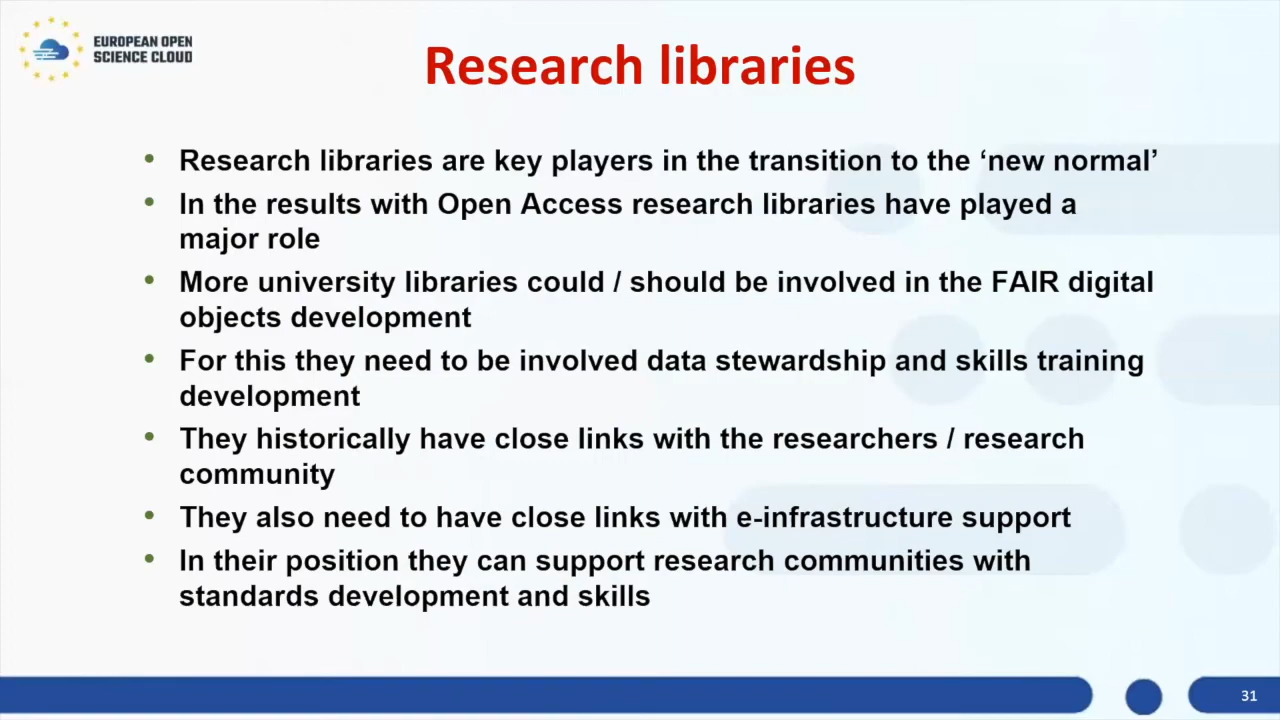 EUROPEAN OPEN
SCIENCE CLOUD
Research libraries
• Research libraries are key players in the transition to the ‘new normal’
• In the results with Open Access research libraries have played a
major role
• More university libraries could / should be involved in the FAIR digital
objects development
• For this they need to be involved data stewardship and skills training
development
• They historically have close links with the researchers / research
community
• They also need to have close links with e-infrastructure support
• In their position they can support research communities with
standards development and skills
31